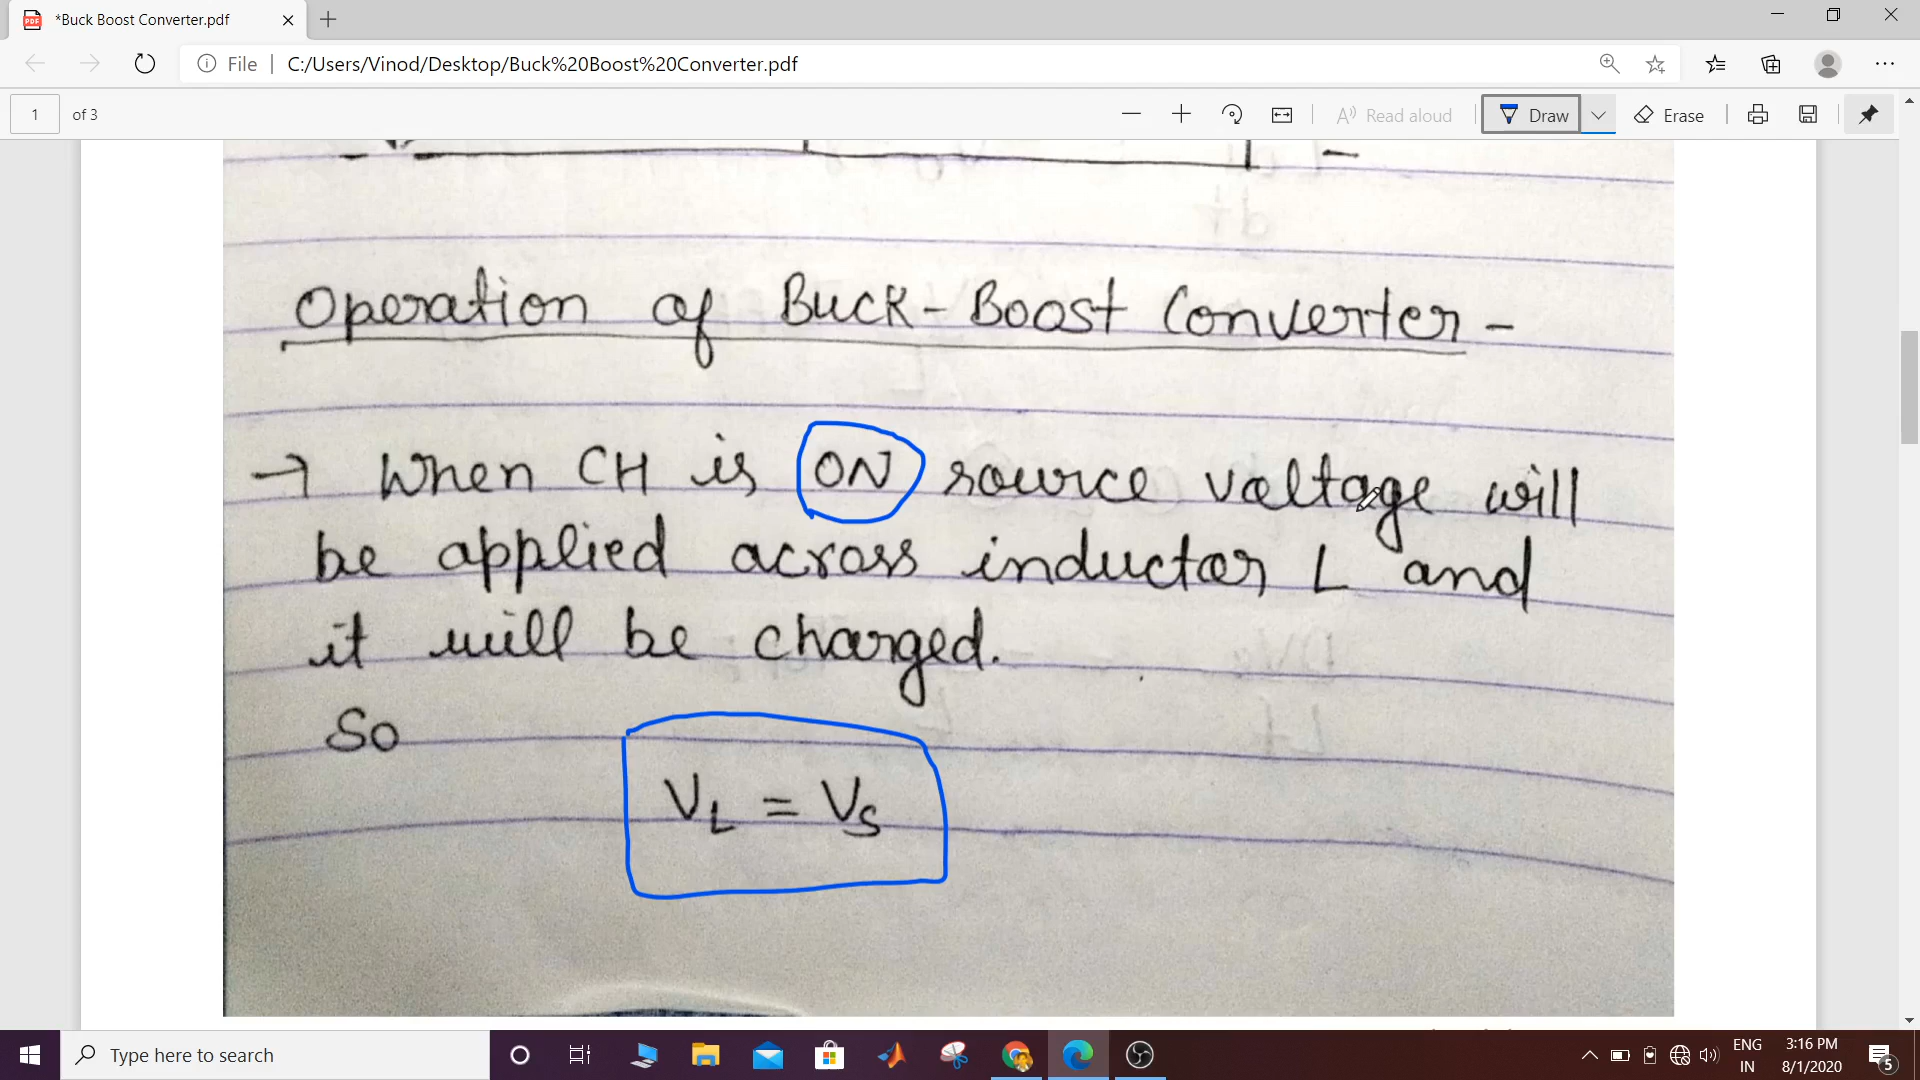 *Buck Boost Converter.pdf
File | C:/Users/Vinod/Desktop/Buck%20Boost%20Converter.pdf
1 of 3
Read aloud
Draw
Erase
Operation of Buck-Boost Converter -
→ When CH is ON source voltage will
be applied across inductor L and
it will be charged.
So
VL = VS
Type here to search
ENG
IN
3:16 PM
8/1/2020
5